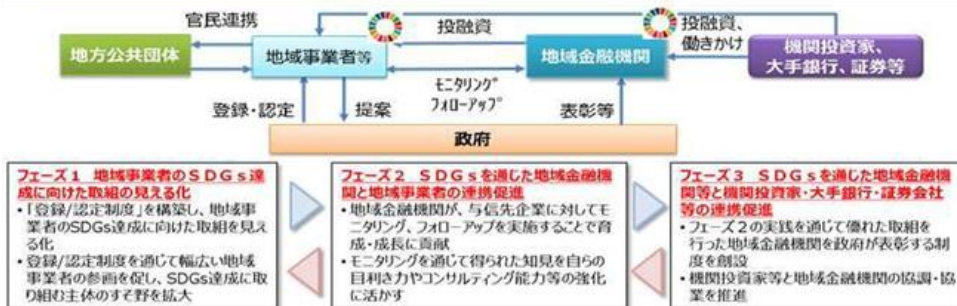 官民連携
投融資
投融資、
働きかけ
地方公共団体
地域事業者等
地域金融機関
機関投資家、
大手銀行、証券等
モニタリング
フォローアップ
登録・認定
提案
表彰等
政府
フェーズ1 地域事業者のSDGs達
成に向けた取組の見える化
・「登録/認定制度」を構築し、地域事
業者のSDGs達成に向けた取組を見え
る化
・登録/認定制度を通じて幅広い地域
事業者の参画を促し、SDGs達成に取
り組む主体のすそ野を拡大
フェーズ2 SDGsを通じた地域金融機
関と地域事業者の連携促進
・地域金融機関が、与信先企業に対してモ
ニタリング、フォローアップを実施することで育
成・成長に貢献
・モニタリングを通じて得られた知見を自らの
目利き力やコンサルティング能力等の強化
に活かす
フェーズ3 SDGsを通じた地域金融機
関等と機関投資家・大手銀行・証券会社
等の連携促進
・フェーズ2の実践を通じて優れた取組を
行った地域金融機関を政府が表彰する制
度を創設
・機関投資家等と地域金融機関の協調・協
業を推進